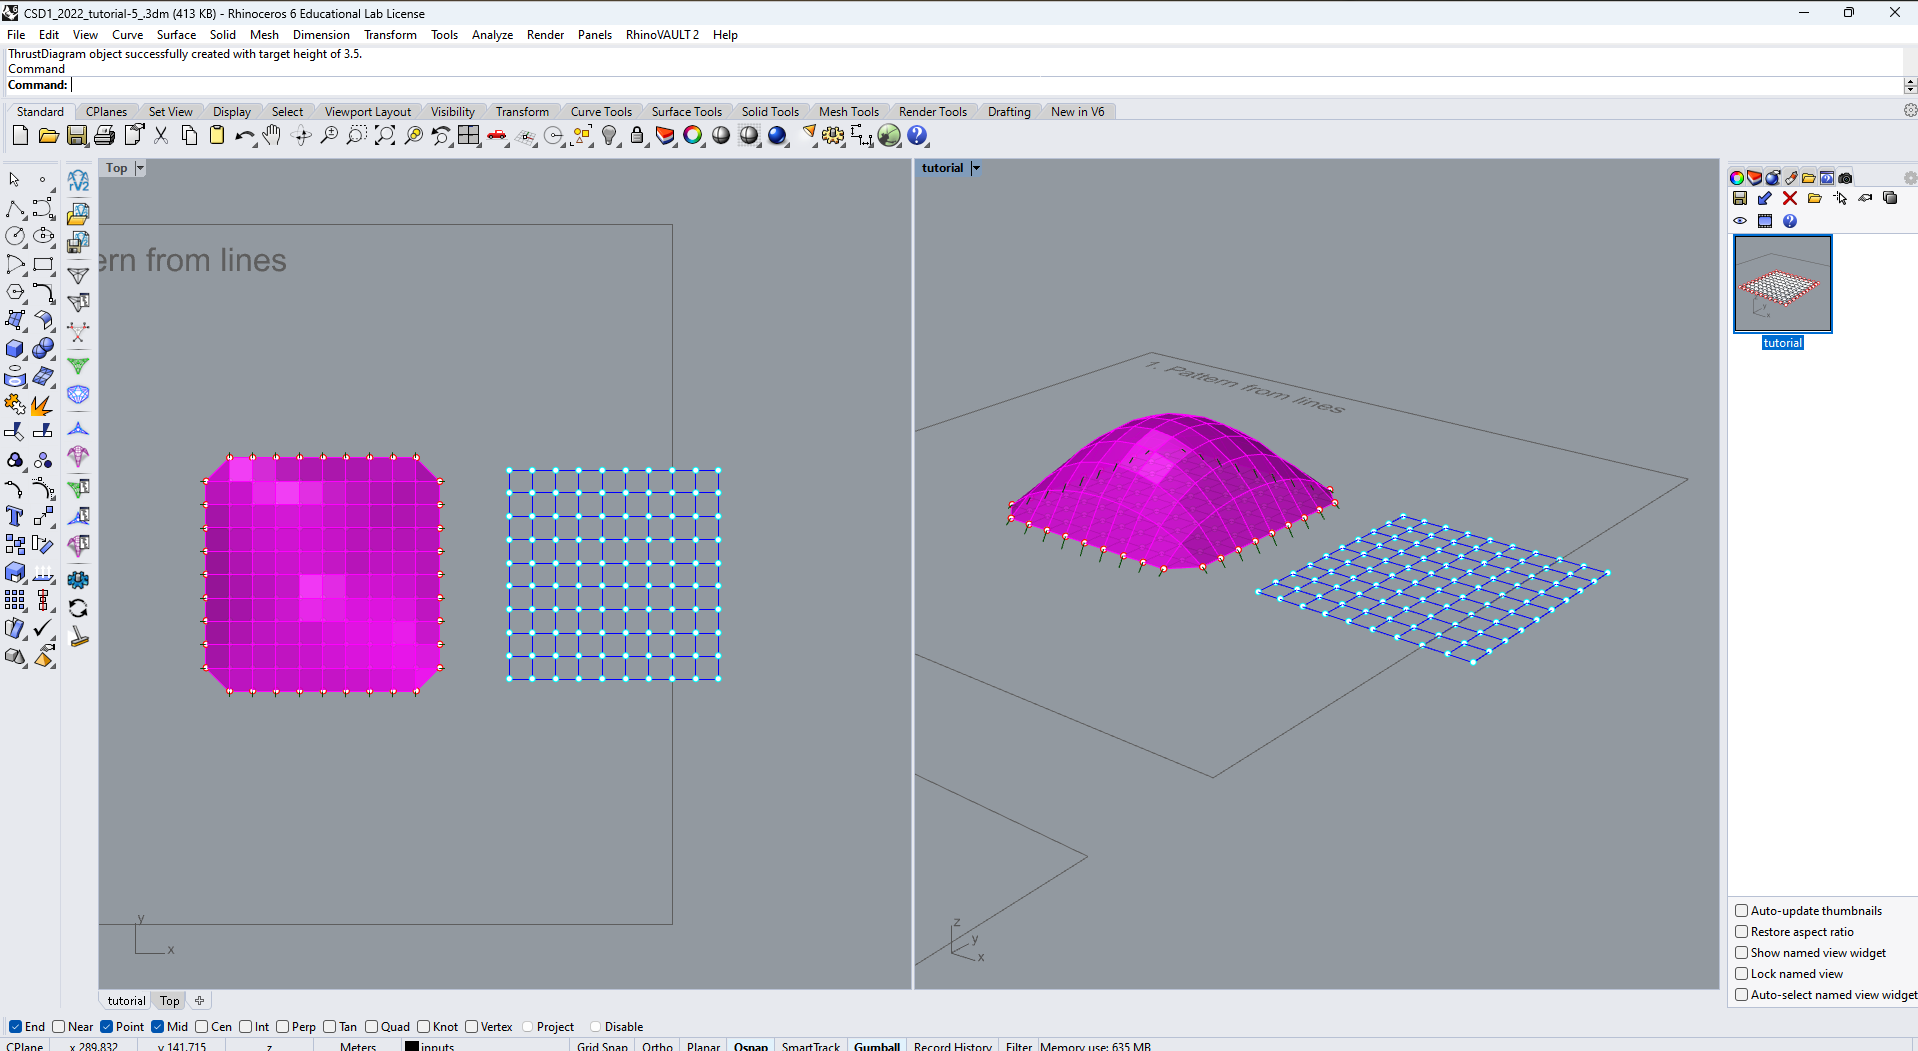 CSD1_2022_tutorial-5_.3dm (413 KB) - Rhinoceros 6 Educational Lab License
File Edit View Curve Surface Solid Mesh Dimension Transform Tools Analyze Render Panels RhinoVAULT 2 Help
ThrustDiagram object successfully created with target height of 3.5.
Command
Command:
Standard CPlanes Set View Display Select Viewport Layout Visibility Transform Curve Tools Surface Tools Solid Tools Mesh Tools Render Tools Drafting New in V6
Top
tutorial
rV2
ern from lines
1. Pattern from lines
tutorial
y
x
z
y
x
Auto-update thumbnails
Restore aspect ratio
Show named view widget
Lock named view
Auto-select named view widget
tutorial Top
End Near Point Mid Cen Int Perp Tan Quad Knot Vertex Project Disable
CPlane x 289.832 y 141.715 z Meters inputs Grid Snap Ortho Planar Osnap SmartTrack Gumball Record History Filter Memory use: 635 MB